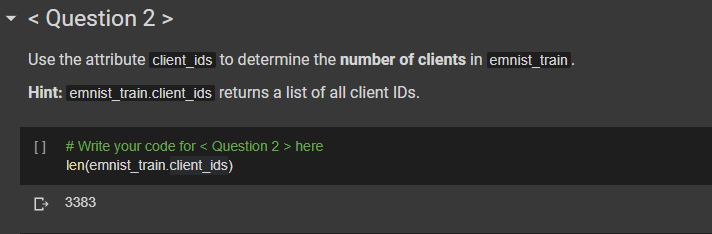 < Question 2 >
Use the attribute client_ids to determine the number of clients in emnist_train.
Hint: emnist_train.client_ids returns a list of all client IDs.
[ ] # Write your code for < Question 2 > here
len(emnist_train.client_ids)
3383